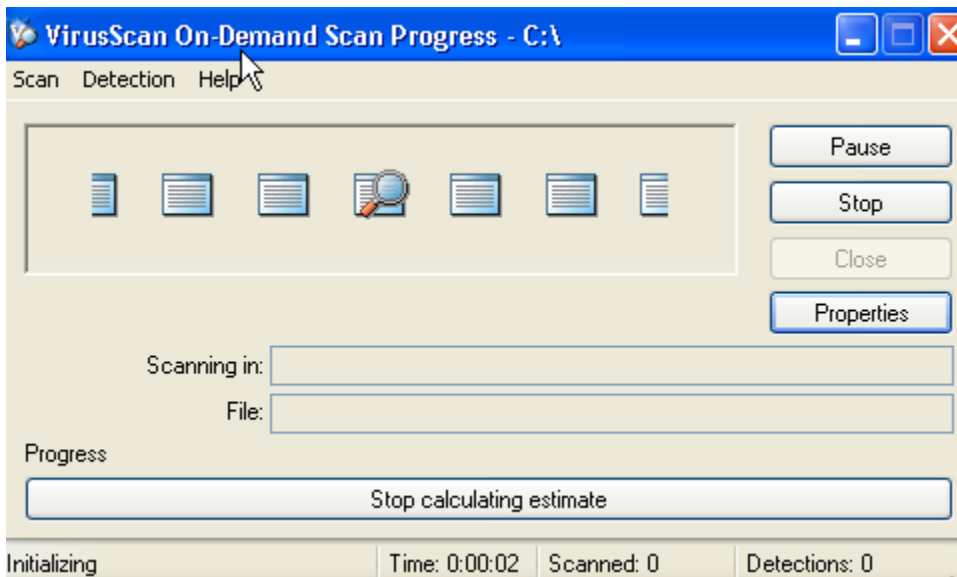 VirusScan On-Demand Scan Progress - C:\
Scan Detection Help
Pause
Stop
Close
Properties
Scanning in:
File:
Progress
Stop calculating estimate
Initializing Time: 0:00:02 Scanned: 0 Detections: 0